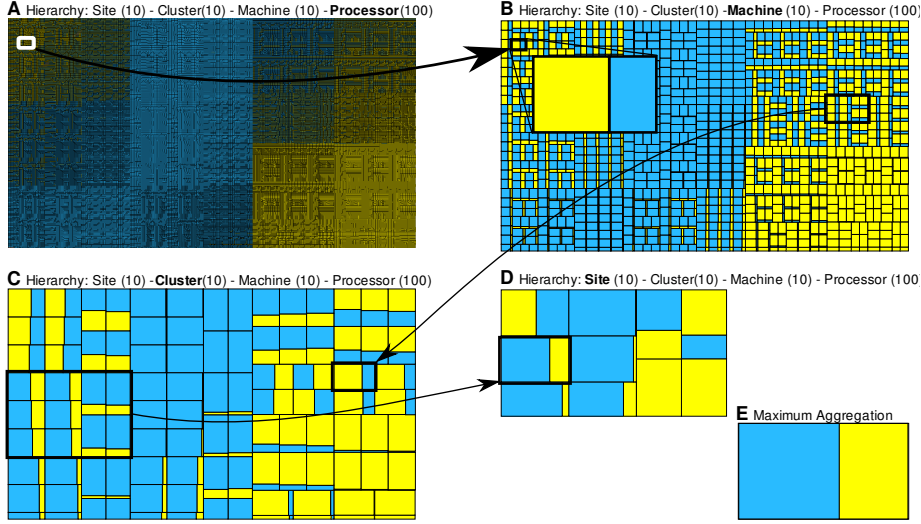 A Hierarchy: Site (10) - Cluster(10) - Machine (10) -Processor(100)
B Hierarchy: Site (10) - Cluster(10) -Machine (10) - Processor (100)
C Hierarchy: Site (10) -Cluster(10) - Machine (10) - Processor (100)
D Hierarchy: Site (10) - Cluster(10) - Machine (10) - Processor (100)
E Maximum Aggregation